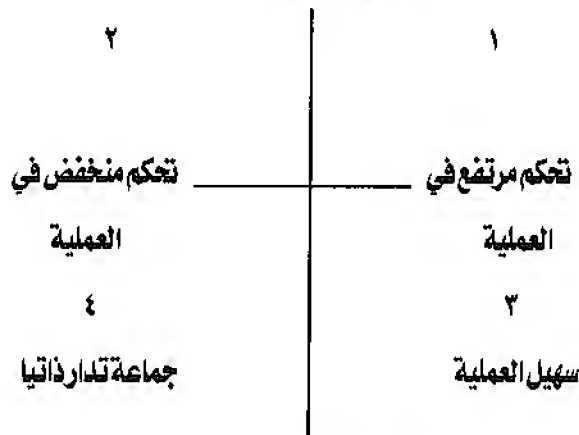 ١ ٢
تحكم مرتفع في تحكم منخفض في
العملية العملية
٣ ٤
سهيل العملية جماعة تدار ذاتيا